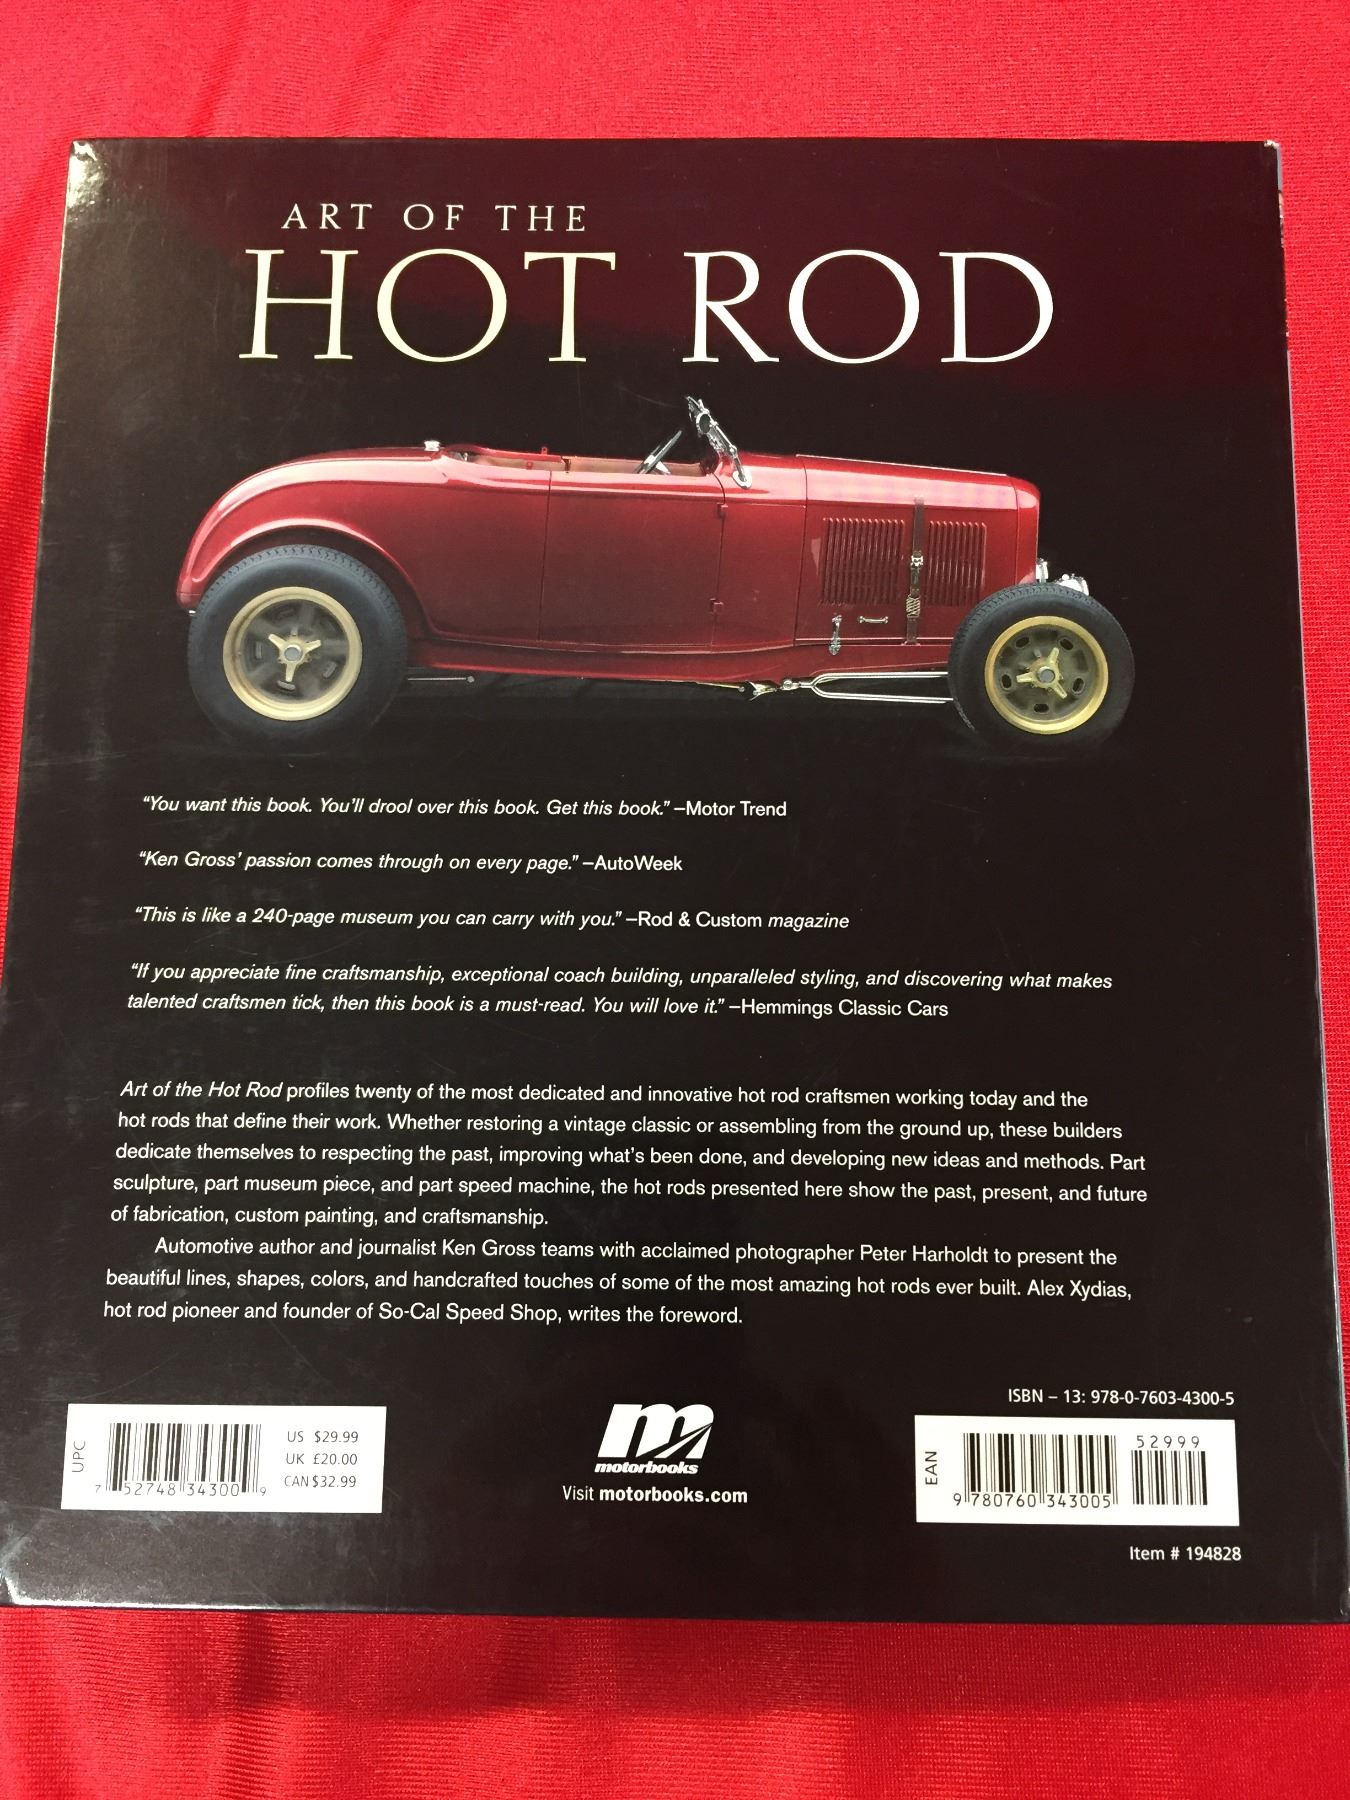 ART OF THE
HOT ROD
“You want this book. You’ll drool over this book. Get this book.” –Motor Trend
“Ken Gross’ passion comes through on every page.” –AutoWeek
“This is like a 240-page museum you can carry with you.” –Rod & Custom magazine
“If you appreciate fine craftsmanship, exceptional coach building, unparalleled styling, and discovering what makes
talented craftsmen tick, then this book is a must-read. You will love it.” –Hemmings Classic Cars
Art of the Hot Rod profiles twenty of the most dedicated and innovative hot rod craftsmen working today and the
hot rods that define their work. Whether restoring a vintage classic or assembling from the ground up, these builders
dedicate themselves to respecting the past, improving what’s been done, and developing new ideas and methods. Part
sculpture, part museum piece, and part speed machine, the hot rods presented here show the past, present, and future
of fabrication, custom painting, and craftsmanship.
Automotive author and journalist Ken Gross teams with acclaimed photographer Peter Harholdt to present the
beautiful lines, shapes, colors, and handcrafted touches of some of the most amazing hot rods ever built. Alex Xydias,
hot rod pioneer and founder of So-Cal Speed Shop, writes the foreword.
UPC
7 52748 34300 9
US $29.99
UK £20.00
CAN $32.99
m
motorbooks
Visit motorbooks.com
ISBN – 13: 978-0-7603-4300-5
EAN
52999
9 780760 343005
Item # 194828